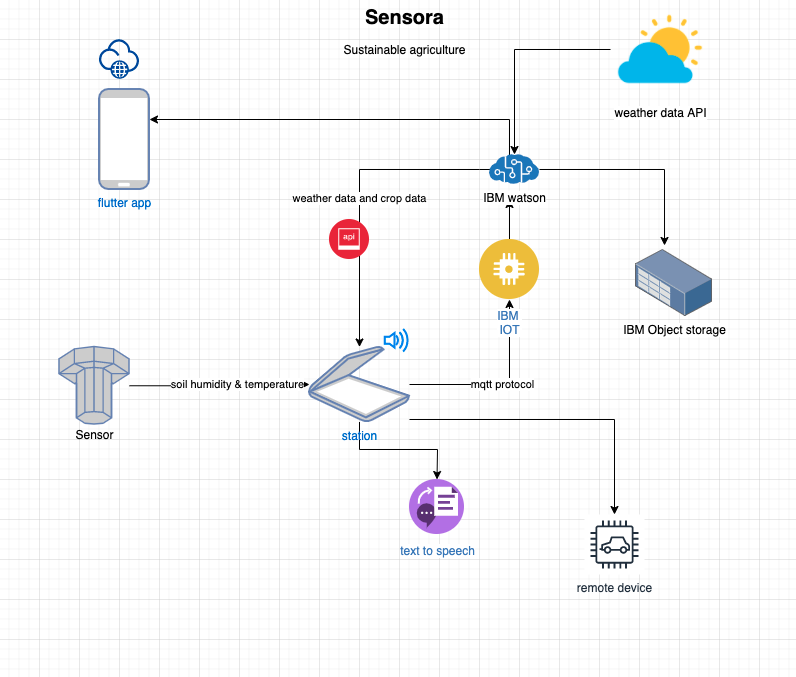 Sensora
Sustainable agriculture
weather data API
flutter app
IBM watson
weather data and crop data
api
IBM
IOT
IBM Object storage
soil humidity & temperature
mqtt protocol
Sensor
station
text to speech
remote device